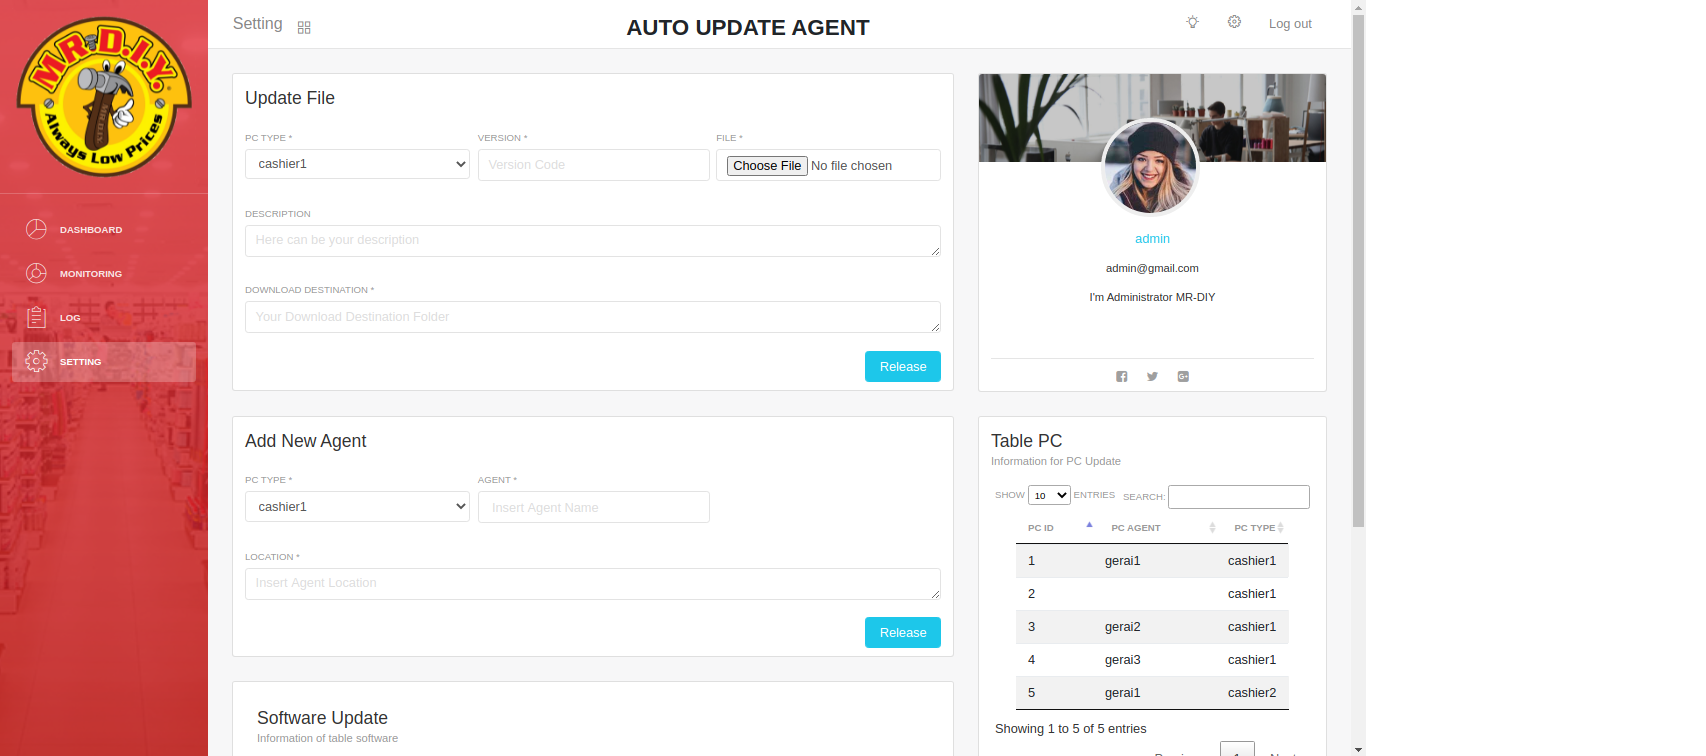 MR.D.I.Y.
Always Low Prices
DASHBOARD
MONITORING
LOG
SETTING
Setting
AUTO UPDATE AGENT
Log out
Update File
PC TYPE *
VERSION *
FILE *
cashier1
Version Code
Choose File No file chosen
DESCRIPTION
Here can be your description
DOWNLOAD DESTINATION *
Your Download Destination Folder
Release
admin
admin@gmail.com
I'm Administrator MR-DIY
G+
Add New Agent
PC TYPE *
AGENT *
cashier1
Insert Agent Name
LOCATION *
Insert Agent Location
Release
Table PC
Information for PC Update
SHOW 10 ENTRIES SEARCH:
PC ID PC AGENT PC TYPE
1 gerai1 cashier1
2 cashier1
3 gerai2 cashier1
4 gerai3 cashier1
5 gerai1 cashier2
Showing 1 to 5 of 5 entries
Software Update
Information of table software